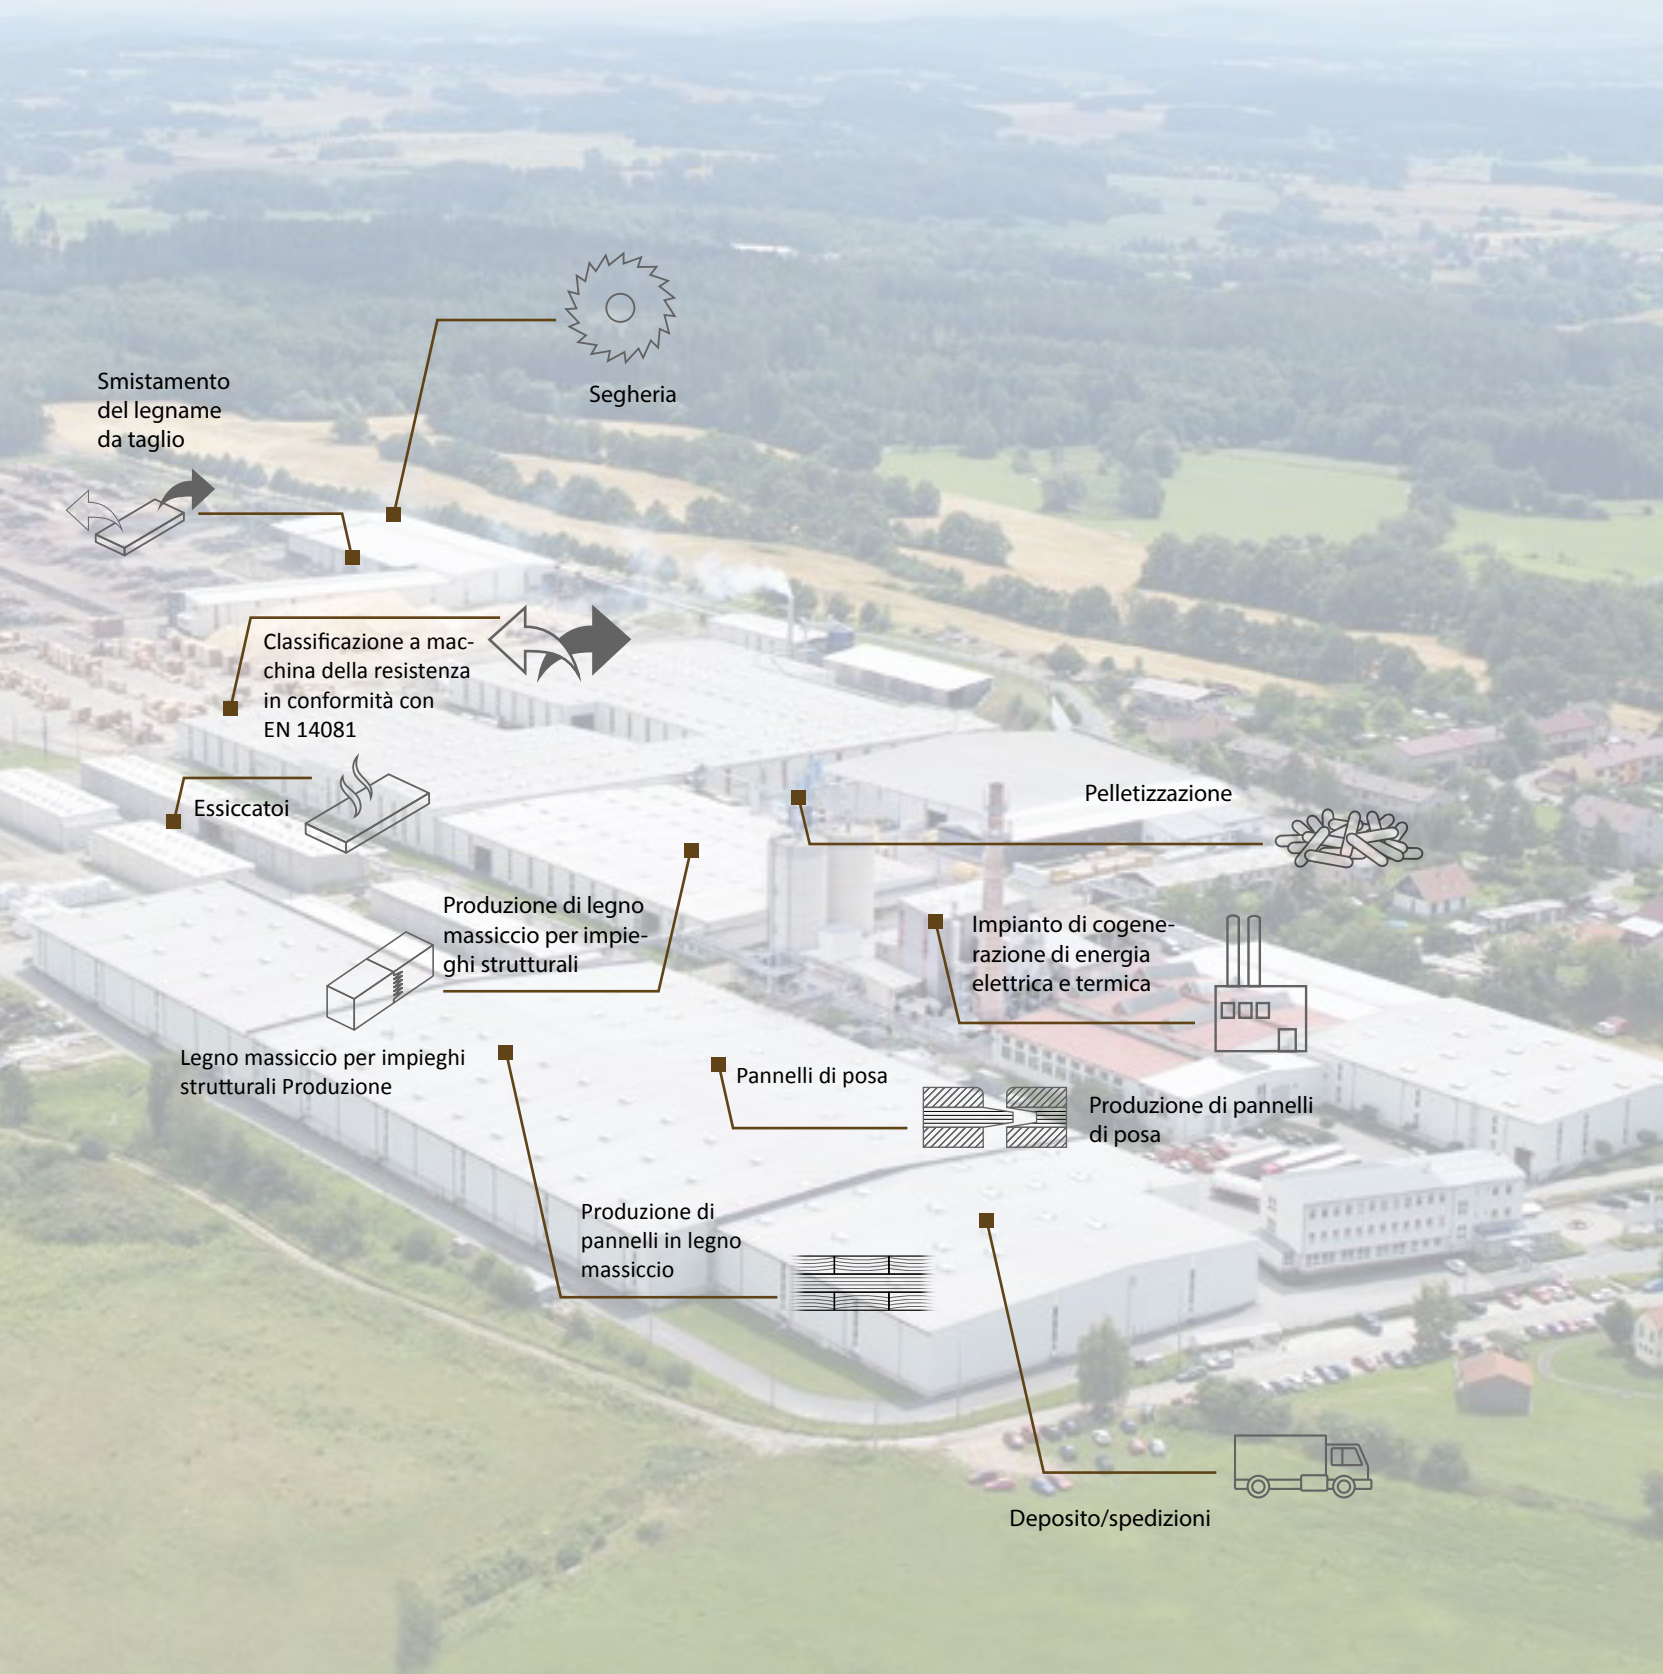 Segheria
Smistamento
del legname
da taglio
Classificazione a mac-
china della resistenza
in conformità con
EN 14081
Essiccatoi
Pelletizzazione
Produzione di legno
massiccio per impie-
ghi strutturali
Impianto di cogene-
razione di energia
elettrica e termica
Legno massiccio per impieghi
strutturali Produzione
Pannelli di posa
Produzione di pannelli
di posa
Produzione di
pannelli in legno
massiccio
Deposito/spedizioni